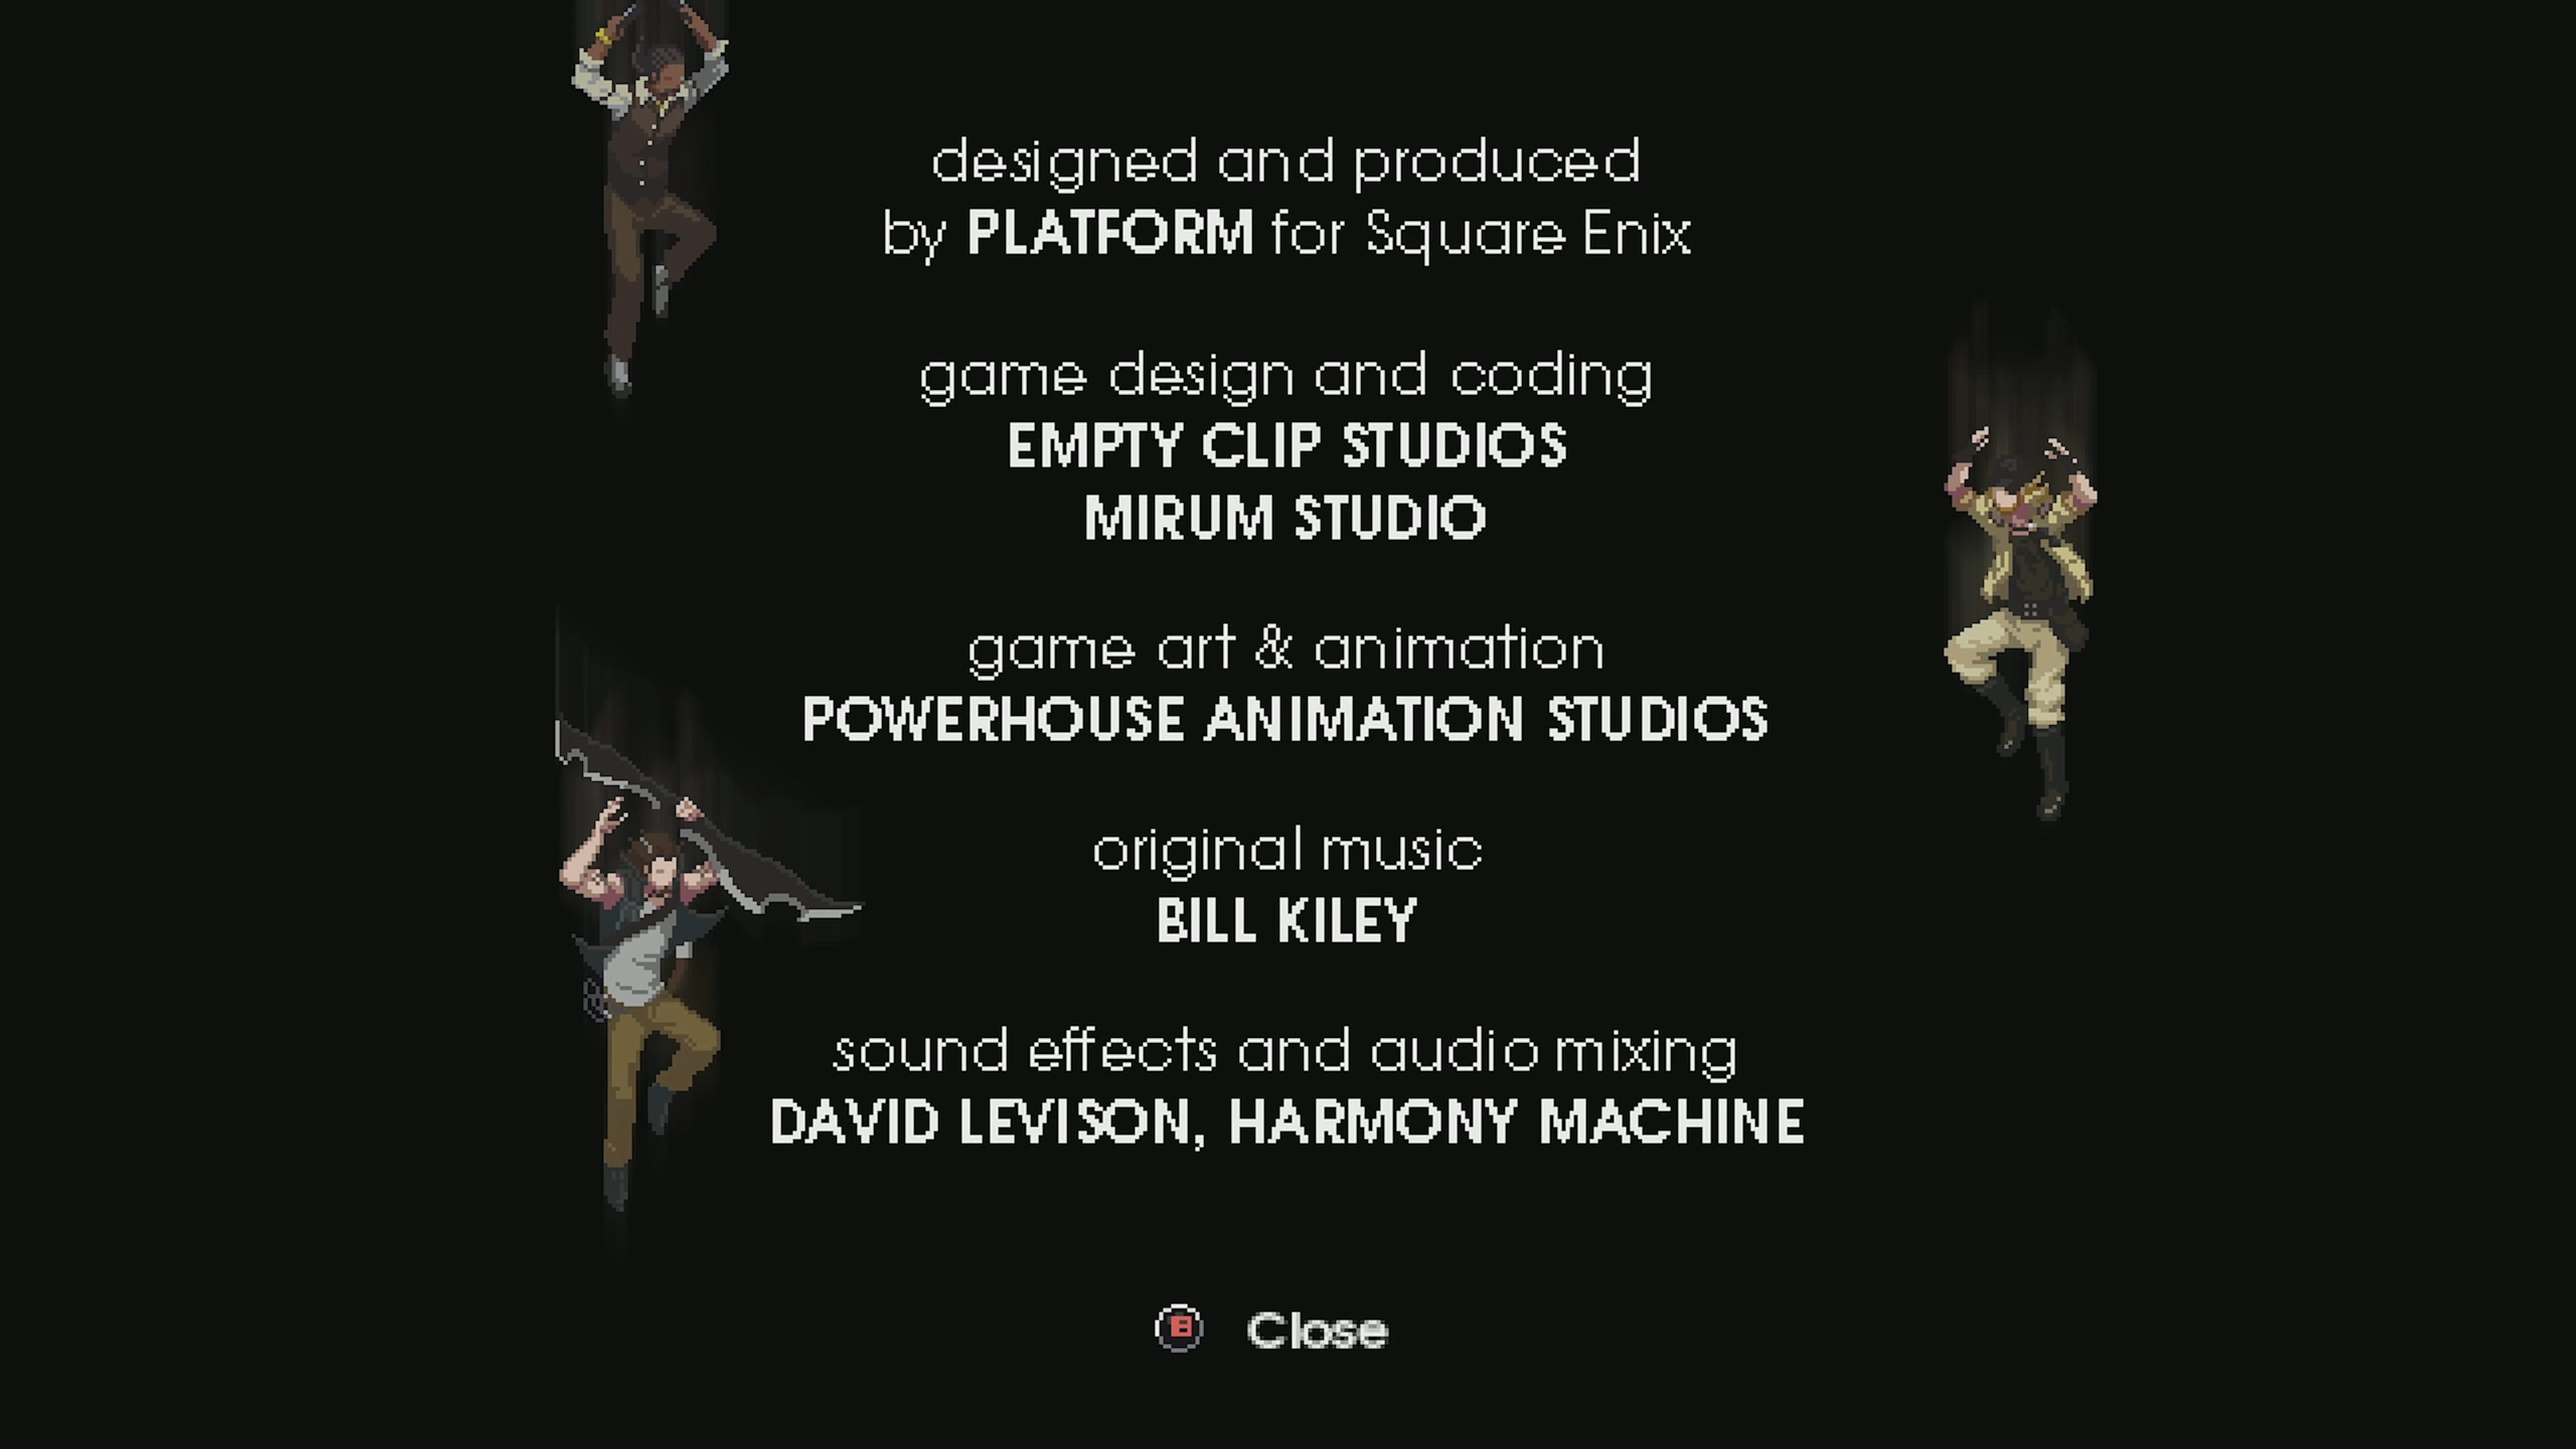 designed and produced
by PLATFORM for Square Enix
game design and coding
EMPTY CLIP STUDIOS
MIRUM STUDIO
game art & animation
POWERHOUSE ANIMATION STUDIOS
original music
BILL KILEY
sound effects and audio mixing
DAVID LEVISON, HARMONY MACHINE
B Close